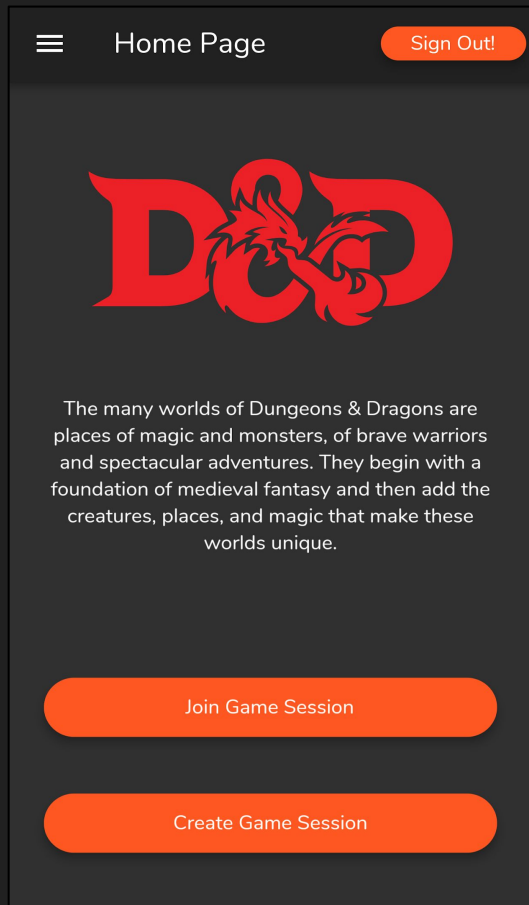 Home Page
Sign Out!
D&D
The many worlds of Dungeons & Dragons are
places of magic and monsters, of brave warriors
and spectacular adventures. They begin with a
foundation of medieval fantasy and then add the
creatures, places, and magic that make these
worlds unique.
Join Game Session
Create Game Session